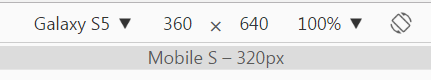 Galaxy S5 ▼ 360 × 640 100% ▼
Mobile S – 320px